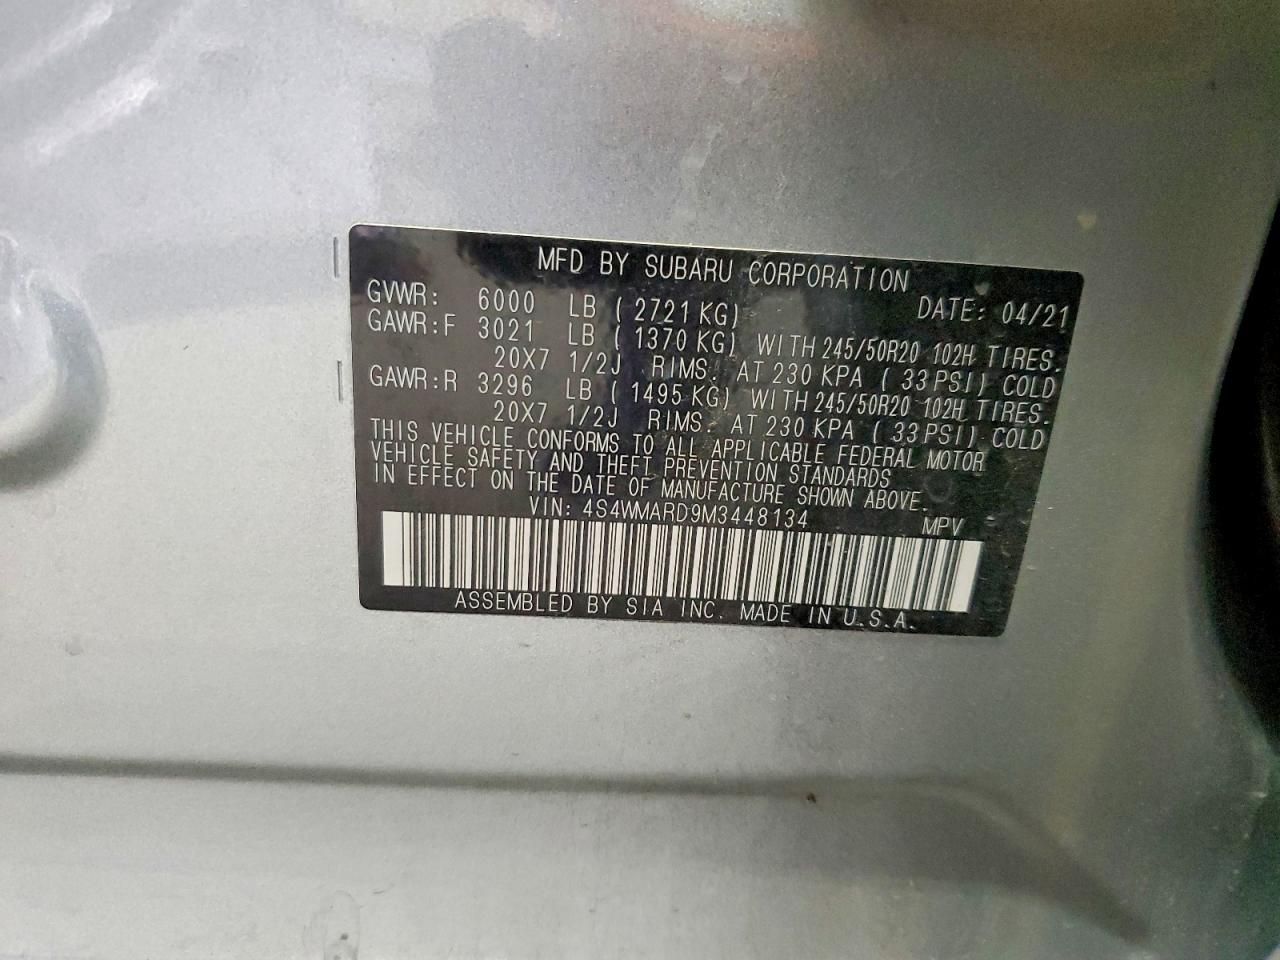 MFD BY SUBARU CORPORATION
GVWR: 6000 LB ( 2721 KG) DATE: 04/21
GAWR:F 3021 LB ( 1370 KG) WITH 245/50R20 102H TIRES.
20X7 1/2J RIMS. AT 230 KPA ( 33 PSI) COLD
GAWR:R 3296 LB ( 1495 KG) WITH 245/50R20 102H TIRES.
20X7 1/2J RIMS. AT 230 KPA ( 33 PSI) COLD
THIS VEHICLE CONFORMS TO ALL APPLICABLE FEDERAL MOTOR
VEHICLE SAFETY AND THEFT PREVENTION STANDARDS
IN EFFECT ON THE DATE OF MANUFACTURE SHOWN ABOVE.
VIN: 4S4WMARD9M3448134 MPV
ASSEMBLED BY SIA INC. MADE IN U.S.A.